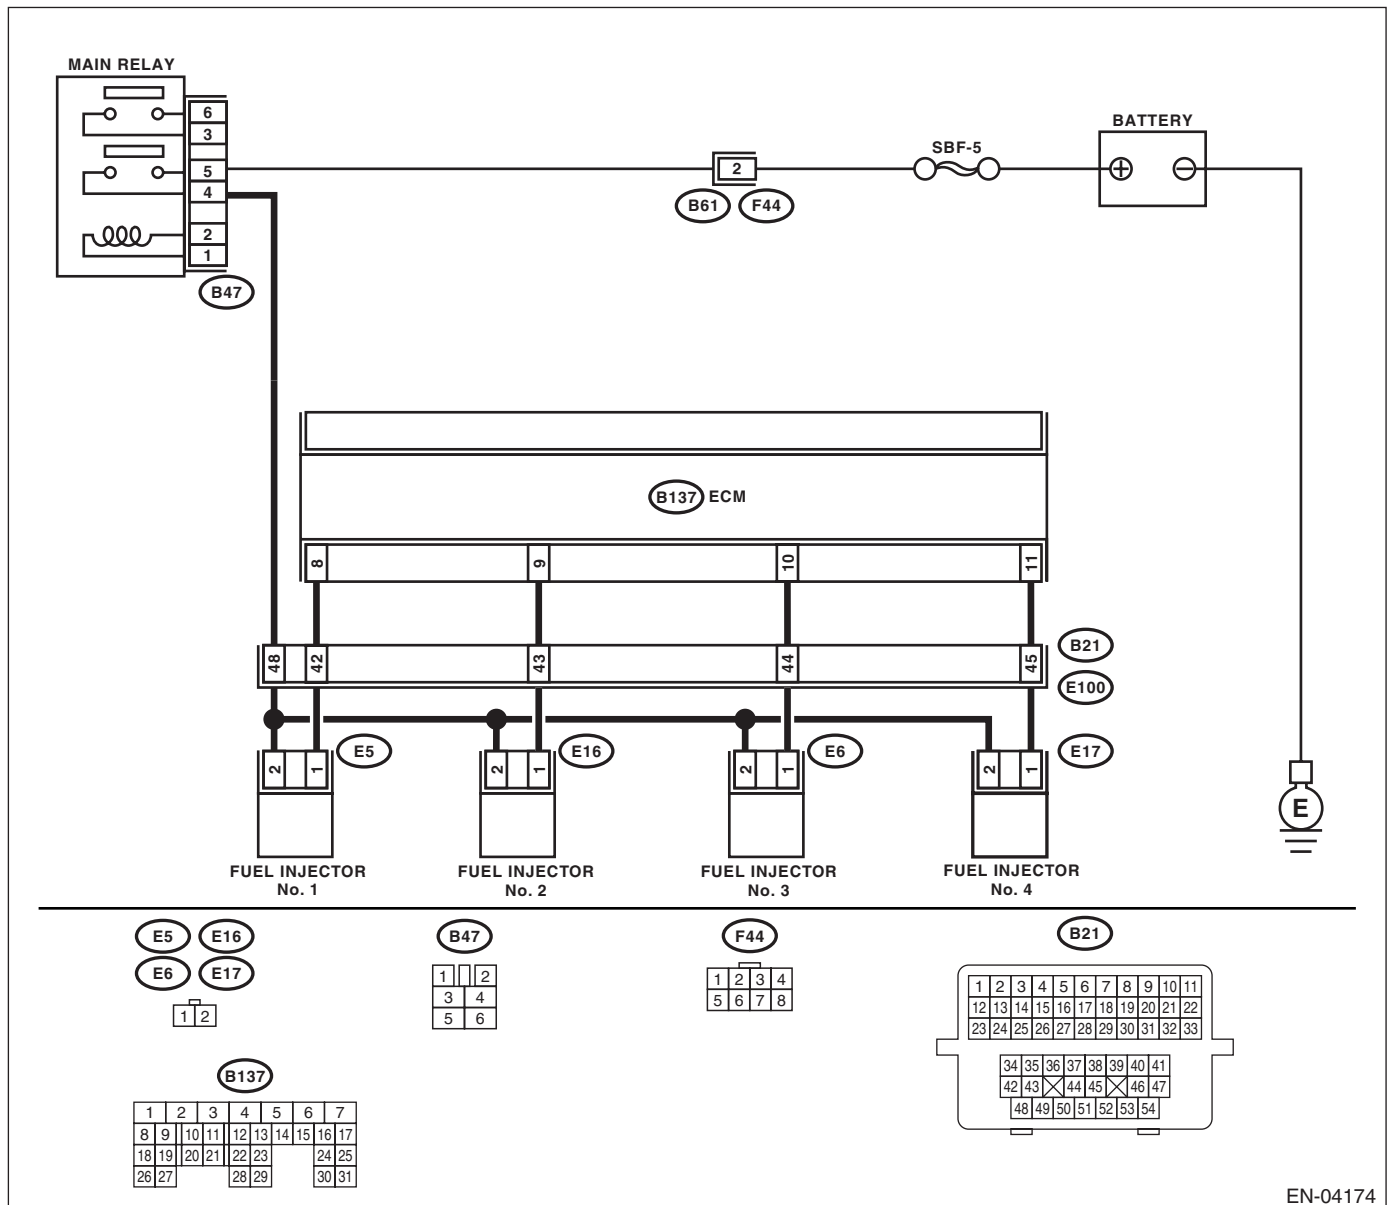 MAIN RELAY
6
3
5
4
2
1
B47
2
B61 F44
SBF-5
BATTERY
+ −
B137 ECM
8 9 10 11
48 42 43 44 45
B21
E100
2 1 E5
2 1 E16
2 1 E6
2 1 E17
FUEL INJECTOR
No. 1
FUEL INJECTOR
No. 2
FUEL INJECTOR
No. 3
FUEL INJECTOR
No. 4
E
E5 E16
E6 E17
1 2
B47
1 2
3 4
5 6
F44
1 2 3 4
5 6 7 8
B21
1 2 3 4 5 6 7 8 9 10 11
12 13 14 15 16 17 18 19 20 21 22
23 24 25 26 27 28 29 30 31 32 33
34 35 36 37 38 39 40 41
42 43 44 45 46 47
48 49 50 51 52 53 54
B137
1 2 3 4 5 6 7
8 9 10 11 12 13 14 15 16 17
18 19 20 21 22 23 24 25
26 27 28 29 30 31
EN-04174